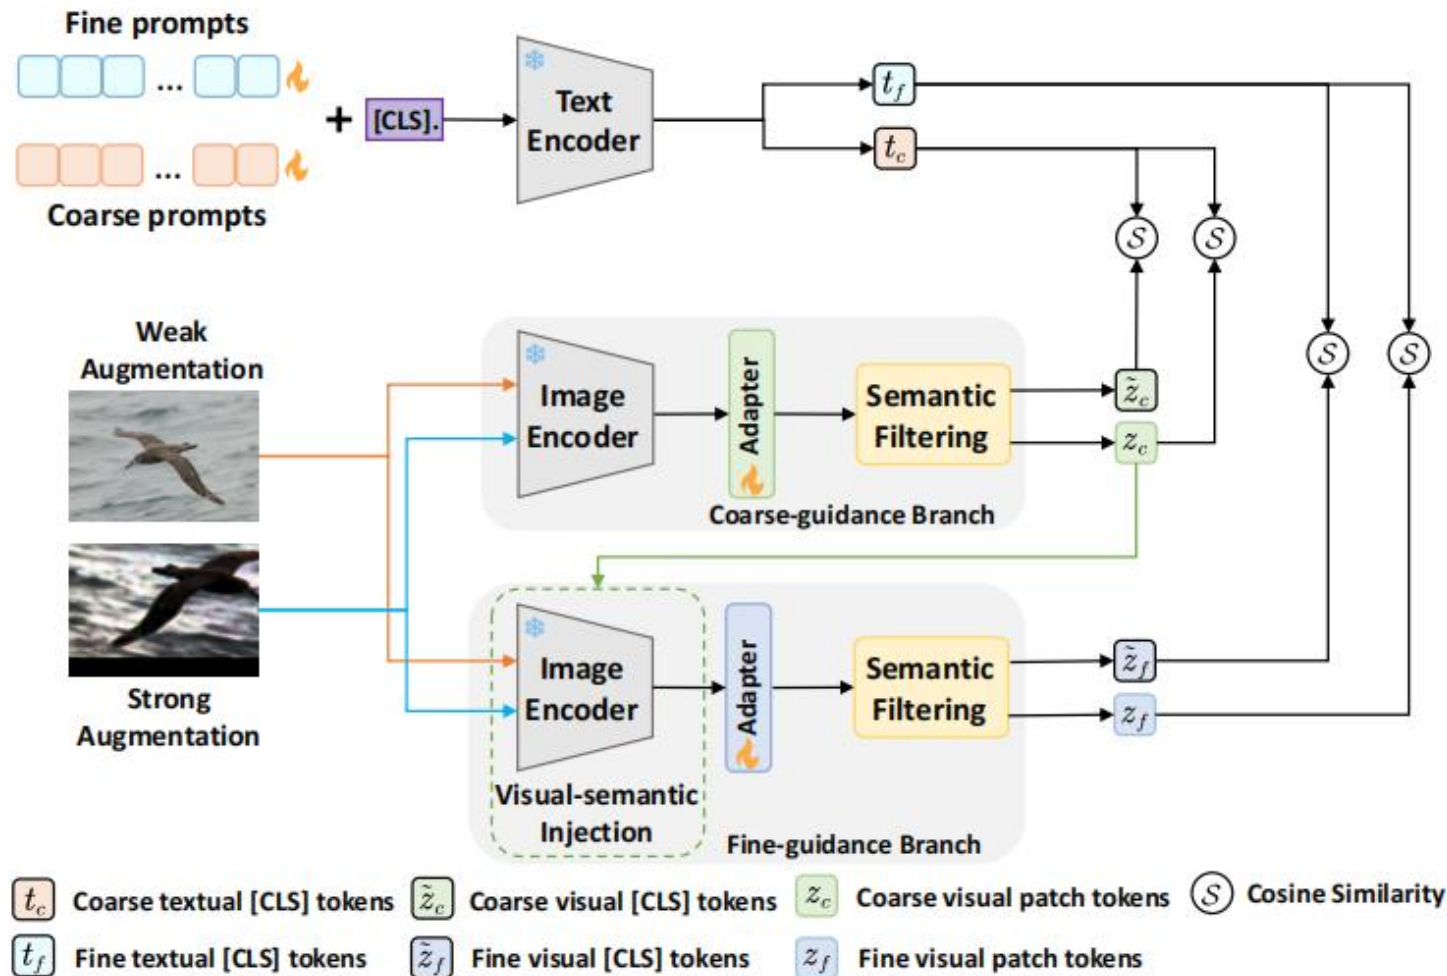 Fine prompts
...
+ [CLS].
...
Coarse prompts
Text
Encoder
t_f
t_c
S S
Weak
Augmentation
Image
Encoder
Adapter
Semantic
Filtering
z̃_c
z_c
S S
Coarse-guidance Branch
Strong
Augmentation
Image
Encoder
Adapter
Semantic
Filtering
z̃_f
z_f
Visual-semantic
Injection
Fine-guidance Branch
t_c Coarse textual [CLS] tokens
z̃_c Coarse visual [CLS] tokens
z_c Coarse visual patch tokens
S Cosine Similarity
t_f Fine textual [CLS] tokens
z̃_f Fine visual [CLS] tokens
z_f Fine visual patch tokens